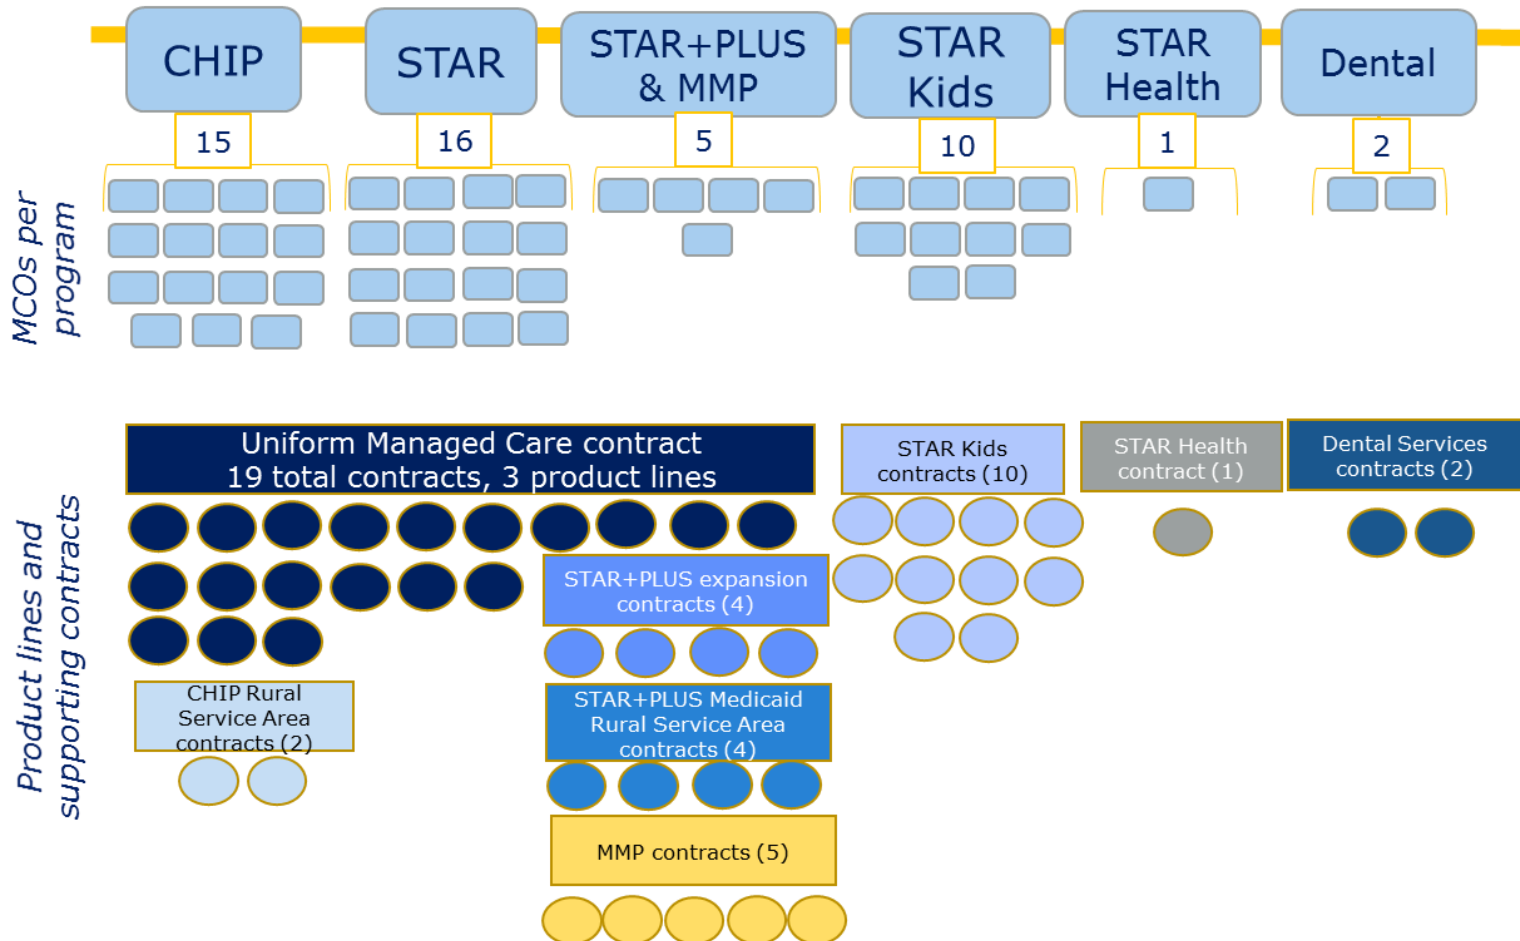 CHIP
STAR
STAR+PLUS
& MMP
STAR
Kids
STAR
Health
Dental
15
16
5
10
1
2
MCOs per
program
Uniform Managed Care contract
19 total contracts, 3 product lines
STAR Kids
contracts (10)
STAR Health
contract (1)
Dental Services
contracts (2)
Product lines and
supporting contracts
STAR+PLUS expansion
contracts (4)
CHIP Rural
Service Area
contracts (2)
STAR+PLUS Medicaid
Rural Service Area
contracts (4)
MMP contracts (5)